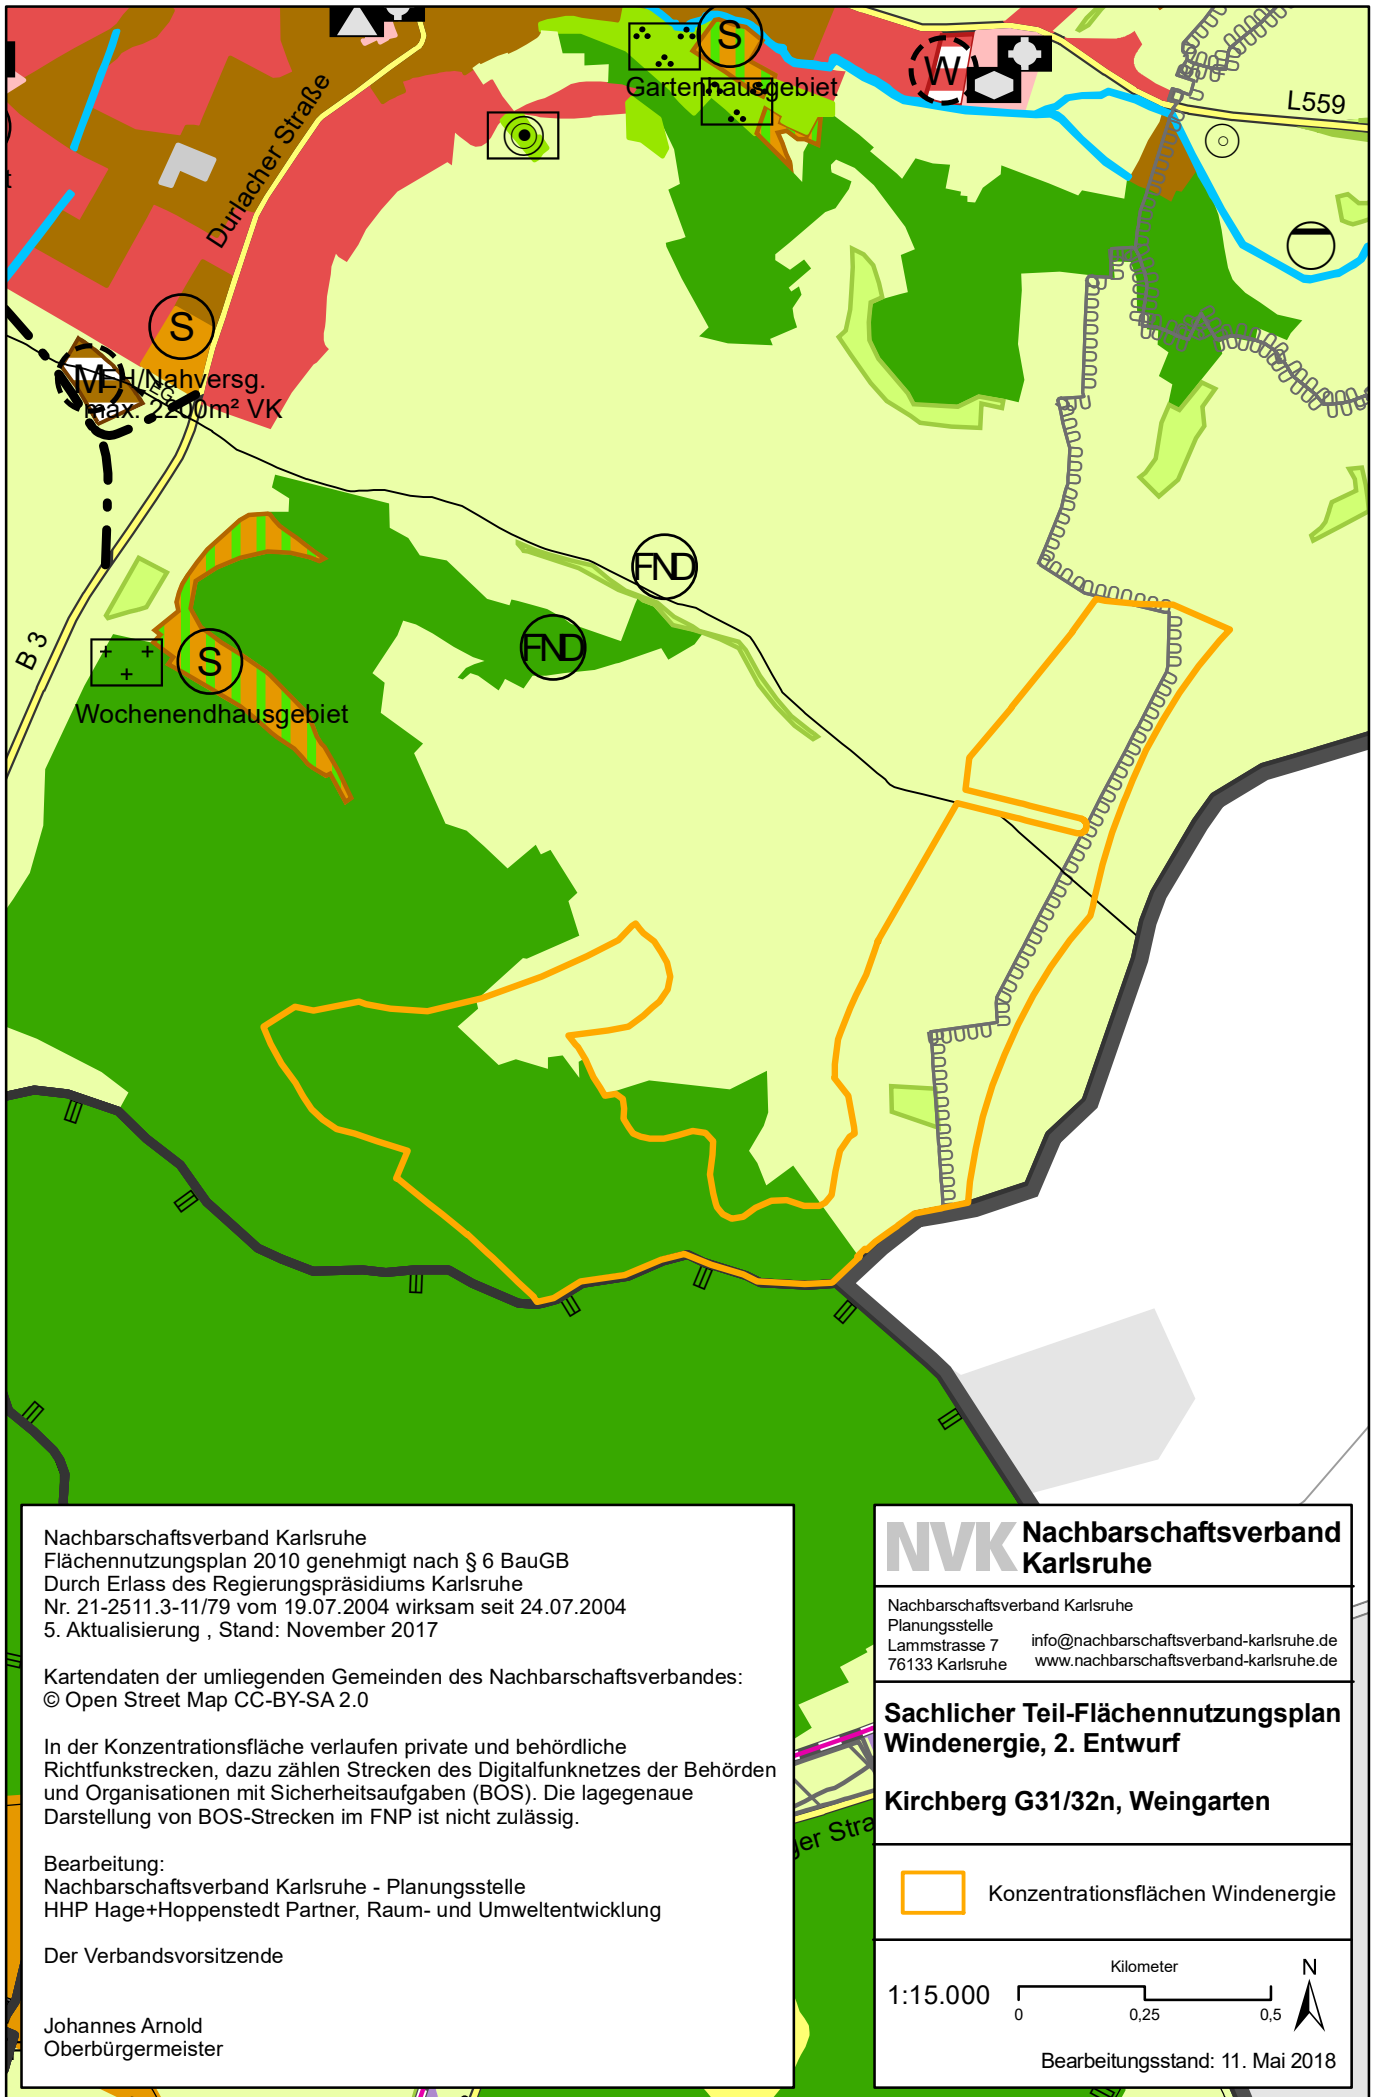 S
Gartenhausgebiet
W
L559
Durlacher Straße
S
M
EH/Nahversg.
max. 2200m² VK
EG
FND
FND
B 3
S
Wochenendhausgebiet
Nachbarschaftsverband Karlsruhe
Flächennutzungsplan 2010 genehmigt nach § 6 BauGB
Durch Erlass des Regierungspräsidiums Karlsruhe
Nr. 21-2511.3-11/79 vom 19.07.2004 wirksam seit 24.07.2004
5. Aktualisierung , Stand: November 2017
Kartendaten der umliegenden Gemeinden des Nachbarschaftsverbandes:
© Open Street Map CC-BY-SA 2.0
In der Konzentrationsfläche verlaufen private und behördliche
Richtfunkstrecken, dazu zählen Strecken des Digitalfunknetzes der Behörden
und Organisationen mit Sicherheitsaufgaben (BOS). Die lagegenaue
Darstellung von BOS-Strecken im FNP ist nicht zulässig.
Bearbeitung:
Nachbarschaftsverband Karlsruhe - Planungsstelle
HHP Hage+Hoppenstedt Partner, Raum- und Umweltentwicklung
Der Verbandsvorsitzende
Johannes Arnold
Oberbürgermeister
ger Stra
NVK Nachbarschaftsverband
Karlsruhe
Nachbarschaftsverband Karlsruhe
Planungsstelle
Lammstrasse 7 info@nachbarschaftsverband-karlsruhe.de
76133 Karlsruhe www.nachbarschaftsverband-karlsruhe.de
Sachlicher Teil-Flächennutzungsplan
Windenergie, 2. Entwurf
Kirchberg G31/32n, Weingarten
Konzentrationsflächen Windenergie
Kilometer
N
1:15.000
0 0,25 0,5
Bearbeitungsstand: 11. Mai 2018